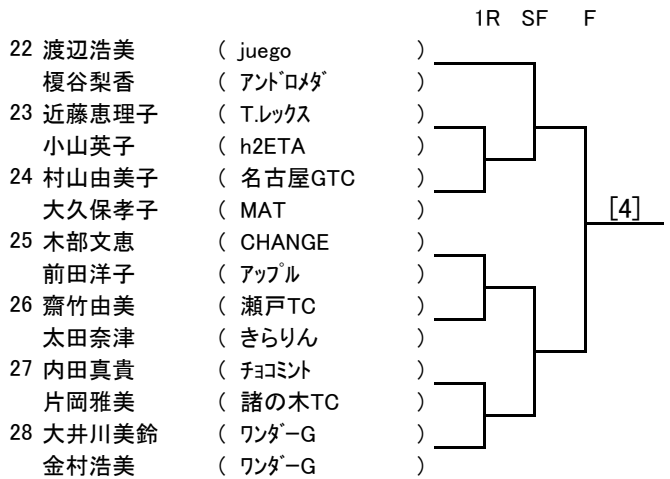 1R SF F
22 渡辺浩美 ( juego )
榎谷梨香 ( アンドロメダ )
23 近藤恵理子 ( T.レックス )
小山英子 ( h2ETA )
24 村山由美子 ( 名古屋GTC )
大久保孝子 ( MAT )
[4]
25 木部文恵 ( CHANGE )
前田洋子 ( アップル )
26 齋竹由美 ( 瀬戸TC )
太田奈津 ( きらりん )
27 内田真貴 ( チョコミント )
片岡雅美 ( 諸の木TC )
28 大井川美鈴 ( ワンダーG )
金村浩美 ( ワンダーG )